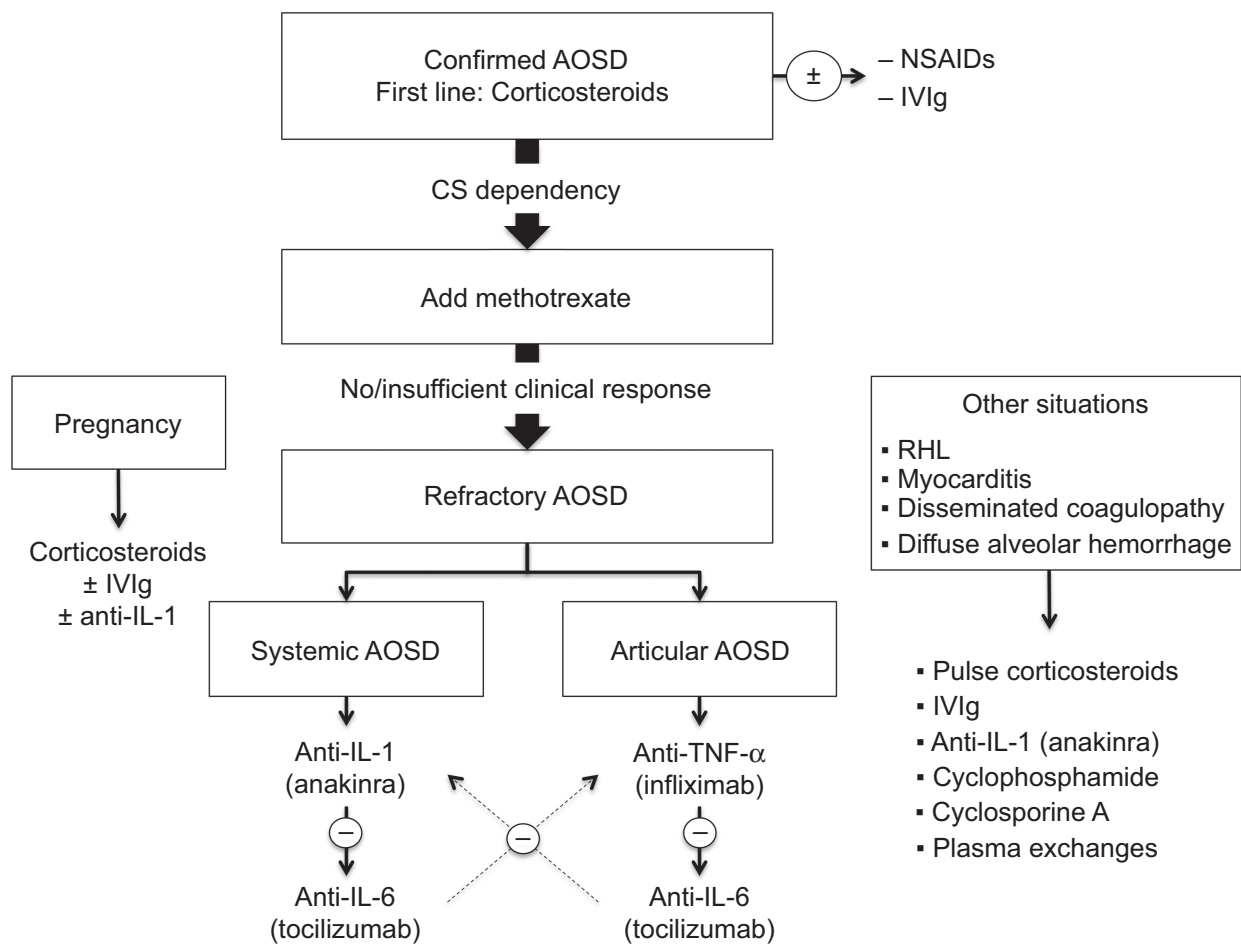 Confirmed AOSD
First line: Corticosteroids
±
– NSAIDs
– IVIg
CS dependency
Add methotrexate
No/insufficient clinical response
Refractory AOSD
Systemic AOSD
Articular AOSD
Anti-IL-1
(anakinra)
Anti-TNF-α
(infliximab)
–
–
–
Anti-IL-6
(tocilizumab)
Anti-IL-6
(tocilizumab)
Pregnancy
Corticosteroids
± IVIg
± anti-IL-1
Other situations
▪ RHL
▪ Myocarditis
▪ Disseminated coagulopathy
▪ Diffuse alveolar hemorrhage
▪ Pulse corticosteroids
▪ IVIg
▪ Anti-IL-1 (anakinra)
▪ Cyclophosphamide
▪ Cyclosporine A
▪ Plasma exchanges